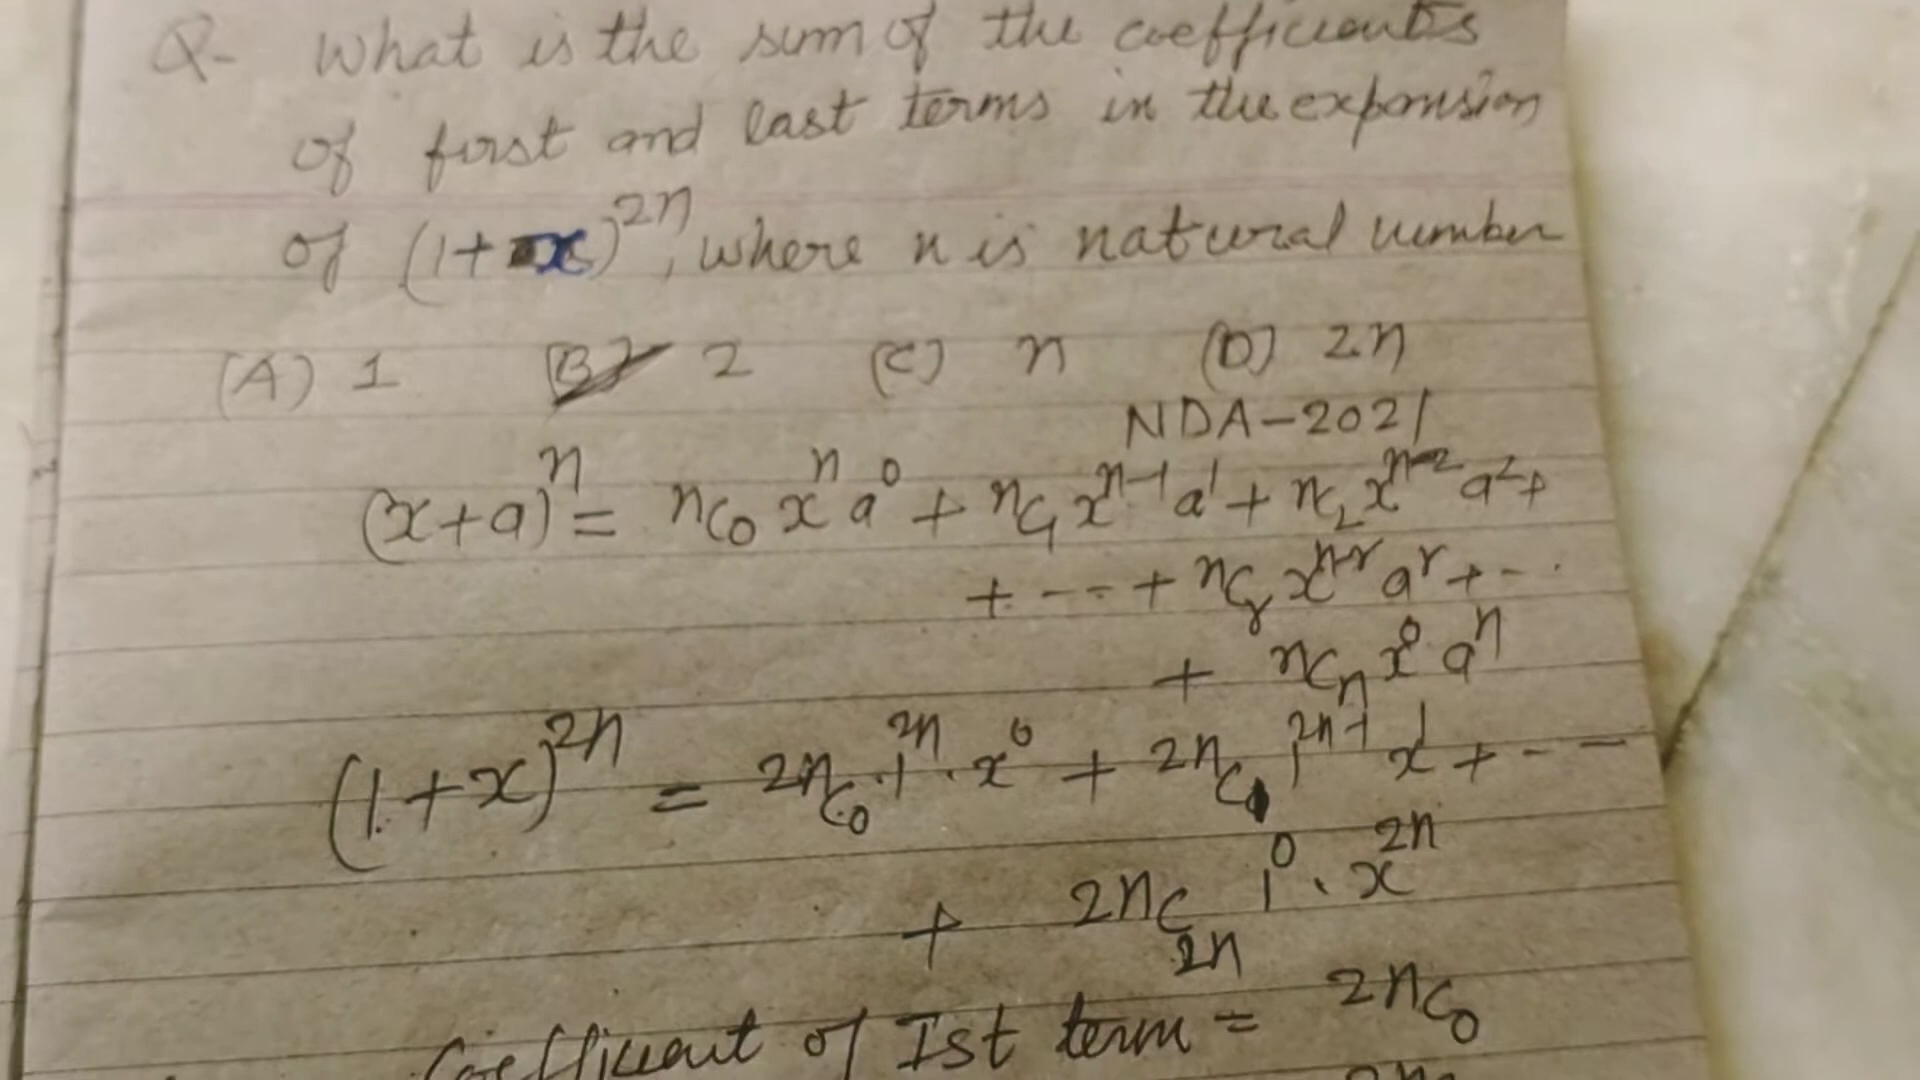 Q- What is the sum of the coefficients
of first and last terms in the expansion
of (1+x)^2n, where n is natural number
(A) 1 (B) 2 (C) n (D) 2n
NDA-2021
(x+a)^n = nC0 x^n a^0 + nC1 x^n-1 a^1 + nC2 x^n-2 a^2 +
+ --- + nCr x^n-r a^r + ---
+ nCn x^0 a^n
(1+x)^2n = 2nC0 · 1^2n · x^0 + 2nC1 1^2n-1 x^1 + ---
+ 2nC2n 1^0 · x^2n
Coefficient of Ist term = 2nC0